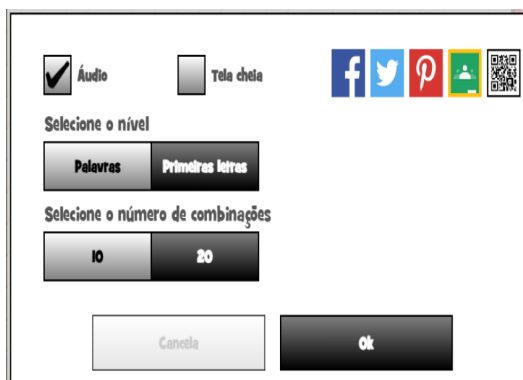 Áudio
Tela cheia
Selecione o nível
Palavras
Primeiras letras
Selecione o número de combinações
10
20
Cancela
Ok